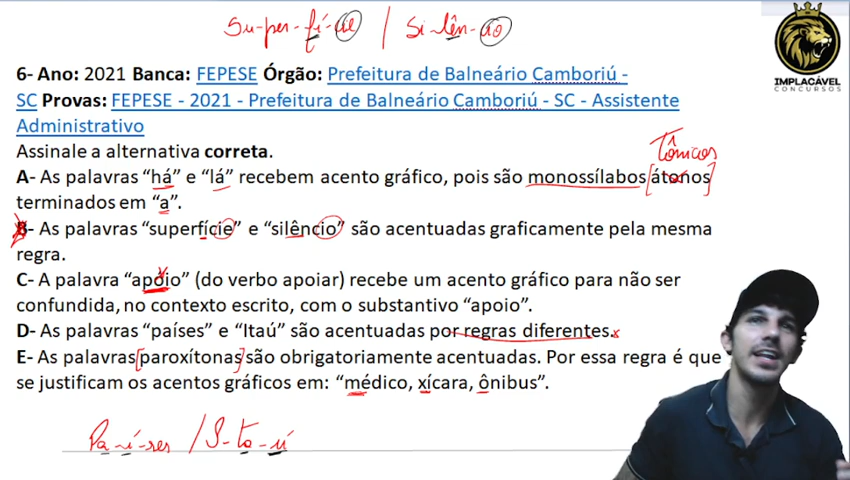 Su-per-fí-cie / Si-lên-cio
IMPLACÁVEL
CONCURSOS
6- Ano: 2021 Banca: FEPESE Órgão: Prefeitura de Balneário Camboriú -
SC Provas: FEPESE - 2021 - Prefeitura de Balneário Camboriú - SC - Assistente
Administrativo
Assinale a alternativa correta.
Tônicos
A- As palavras “há” e “lá” recebem acento gráfico, pois são monossílabos [átonos]
terminados em “a”.
B- As palavras “superfície” e “silêncio” são acentuadas graficamente pela mesma
regra.
C- A palavra “apóio” (do verbo apoiar) recebe um acento gráfico para não ser
confundida, no contexto escrito, com o substantivo “apoio”.
D- As palavras “países” e “Itaú” são acentuadas por regras diferentes.x
E- As palavras [paroxítonas] são obrigatoriamente acentuadas. Por essa regra é que
se justificam os acentos gráficos em: “médico, xícara, ônibus”.
Pa-í-ses / I-ta-ú